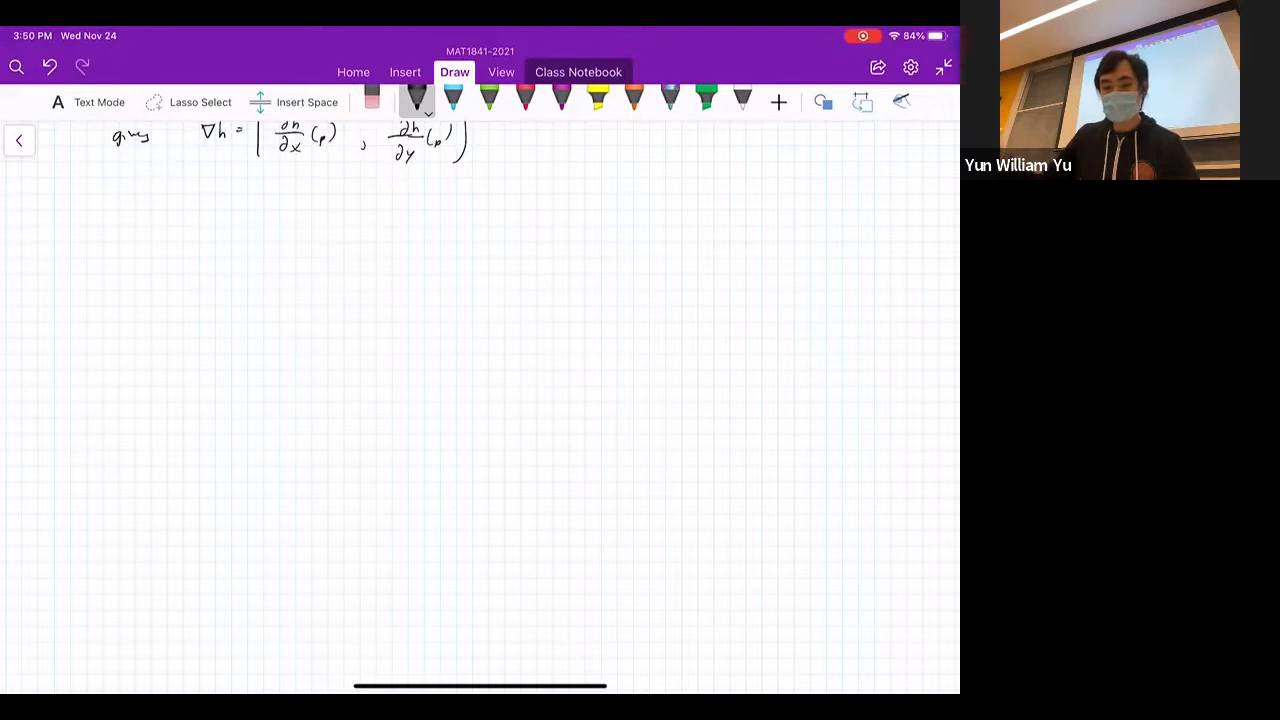 3:50 PM Wed Nov 24
84%
MAT1841-2021
Home Insert Draw View Class Notebook
A Text Mode Lasso Select Insert Space
gives ∇h = ( ∂h/∂x (p) , ∂h/∂y (p) )
Yun William Yu